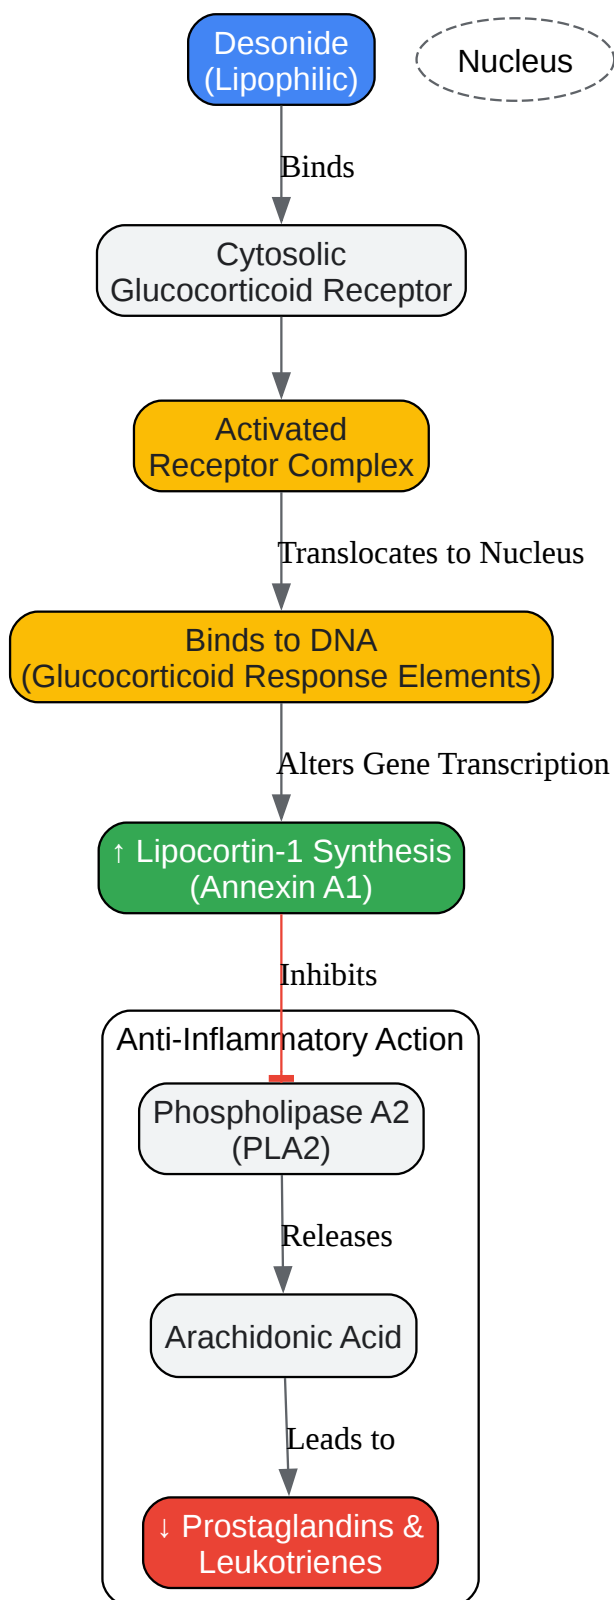 Desonide
(Lipophilic)
Nucleus
Binds
Cytosolic
Glucocorticoid Receptor
Activated
Receptor Complex
Translocates to Nucleus
Binds to DNA
(Glucocorticoid Response Elements)
Alters Gene Transcription
↑ Lipocortin-1 Synthesis
(Annexin A1)
Inhibits
Anti-Inflammatory Action
Phospholipase A2
(PLA2)
Releases
Arachidonic Acid
Leads to
↓ Prostaglandins &
Leukotrienes